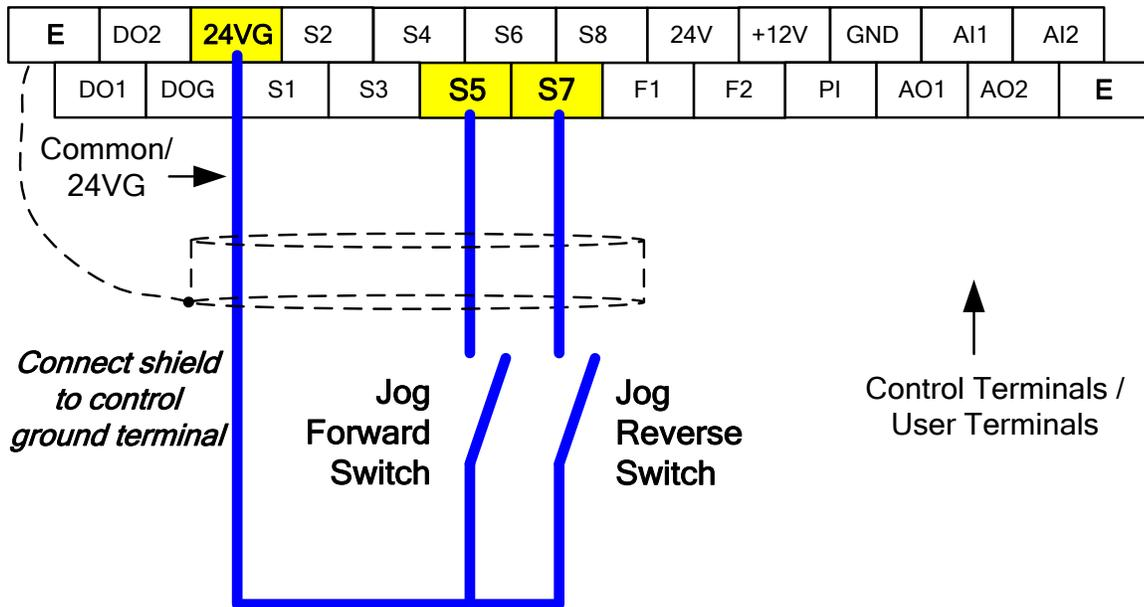 E DO2 24VG S2 S4 S6 S8 24V +12V GND AI1 AI2
DO1 DOG S1 S3 S5 S7 F1 F2 PI AO1 AO2 E
Common/
24VG
Connect shield
to control
ground terminal
Jog
Forward
Switch
Jog
Reverse
Switch
Control Terminals /
User Terminals